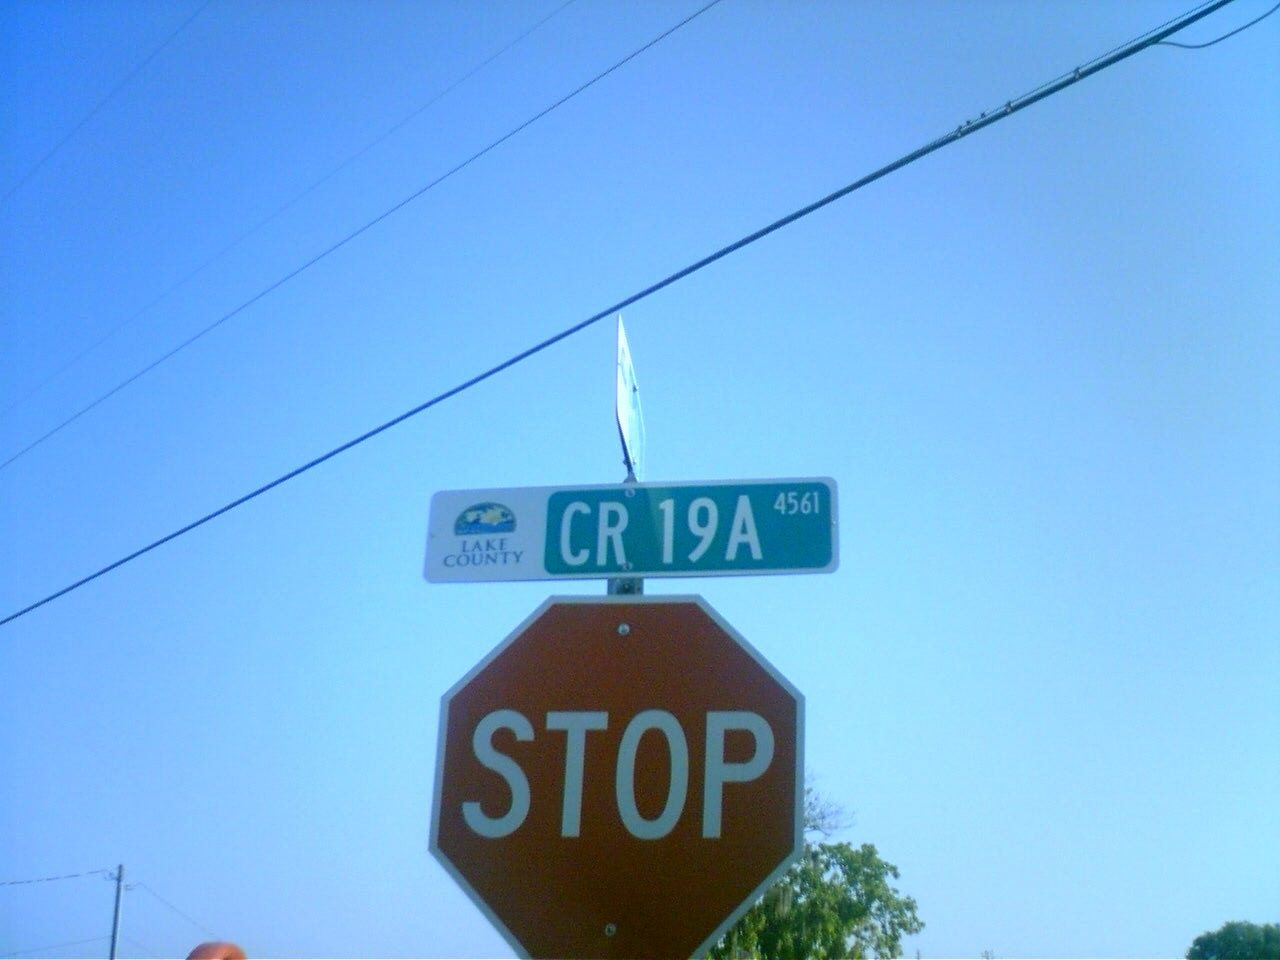 LAKE
COUNTY
CR 19A 4561
STOP